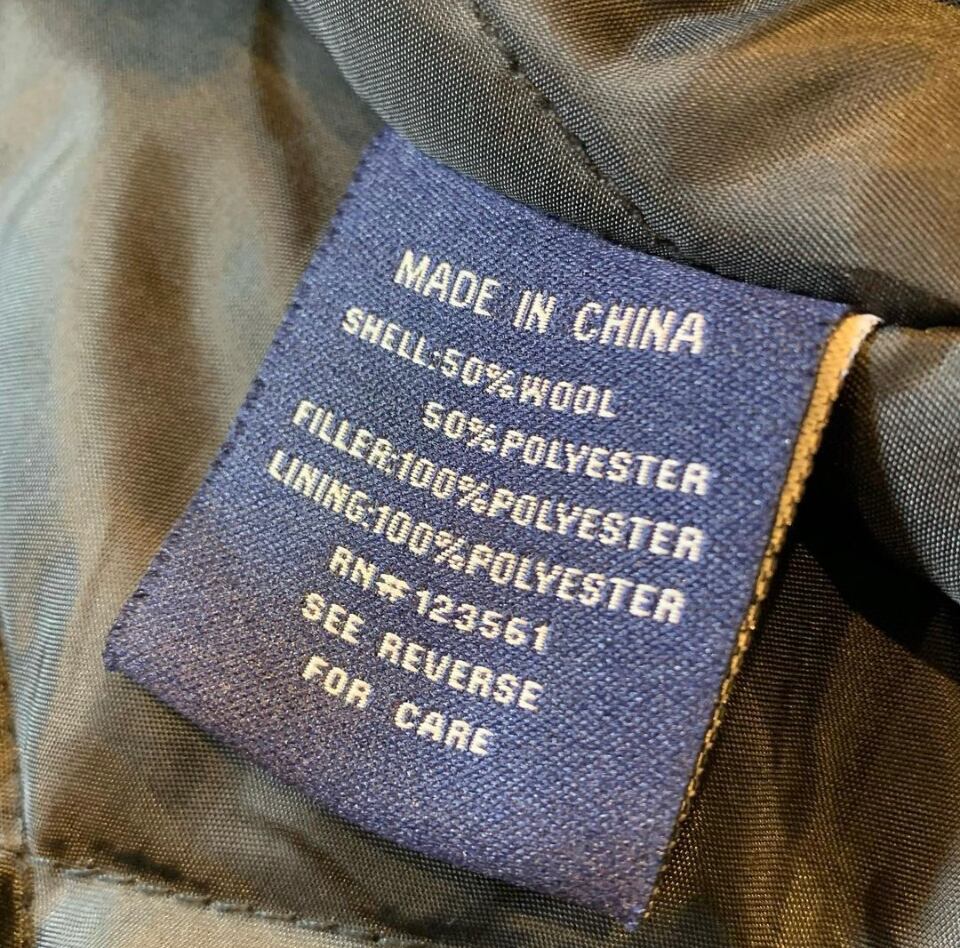 MADE IN CHINA
SHELL:50%WOOL
50%POLYESTER
FILLER:100%POLYESTER
LINING:100%POLYESTER
RN#123561
SEE REVERSE
FOR CARE